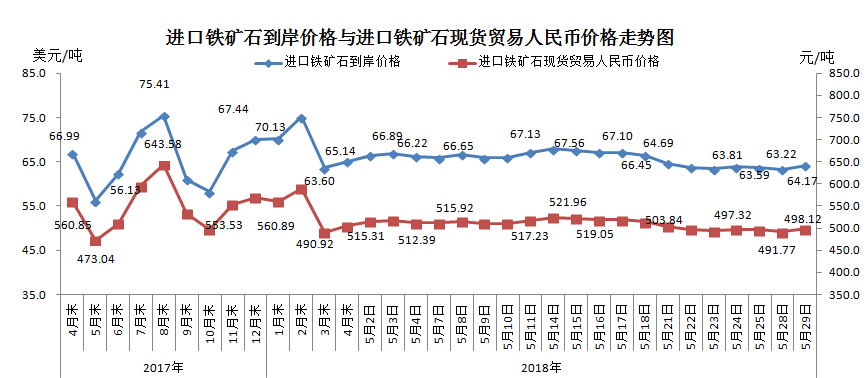 进口铁矿石到岸价格与进口铁矿石现货贸易人民币价格走势图
美元/吨
元/吨
进口铁矿石到岸价格 进口铁矿石现货贸易人民币价格
85.0
75.0
65.0
55.0
45.0
35.0
850.0
800.0
750.0
700.0
650.0
600.0
550.0
500.0
450.0
400.0
350.0
66.99
56.13
75.41
67.44
70.13
63.60
65.14
66.89
66.22
66.65
67.13
67.56
67.10
66.45
64.69
63.81
63.59
63.22
64.17
560.85
473.04
643.58
553.53
560.89
490.92
515.31
512.39
515.92
517.23
521.96
519.05
503.84
497.32
491.77
498.12
4月末
5月末
6月末
7月末
8月末
9月末
10月末
11月末
12月末
1月末
2月末
3月末
4月末
5月2日
5月3日
5月4日
5月7日
5月8日
5月9日
5月10日
5月11日
5月14日
5月15日
5月16日
5月17日
5月18日
5月21日
5月22日
5月23日
5月24日
5月25日
5月28日
5月29日
2017年
2018年